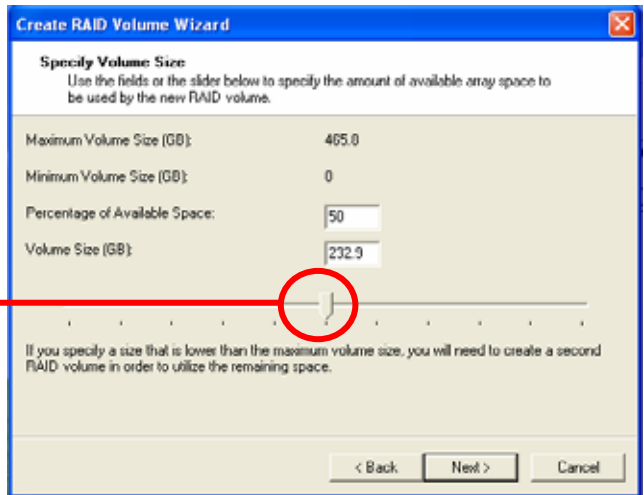 Create RAID Volume Wizard
Specify Volume Size
Use the fields or the slider below to specify the amount of available array space to
be used by the new RAID volume.
Maximum Volume Size (GB): 465.8
Minimum Volume Size (GB): 0
Percentage of Available Space: 50
Volume Size (GB): 232.9
If you specify a size that is lower than the maximum volume size, you will need to create a second
RAID volume in order to utilize the remaining space.
< Back Next > Cancel